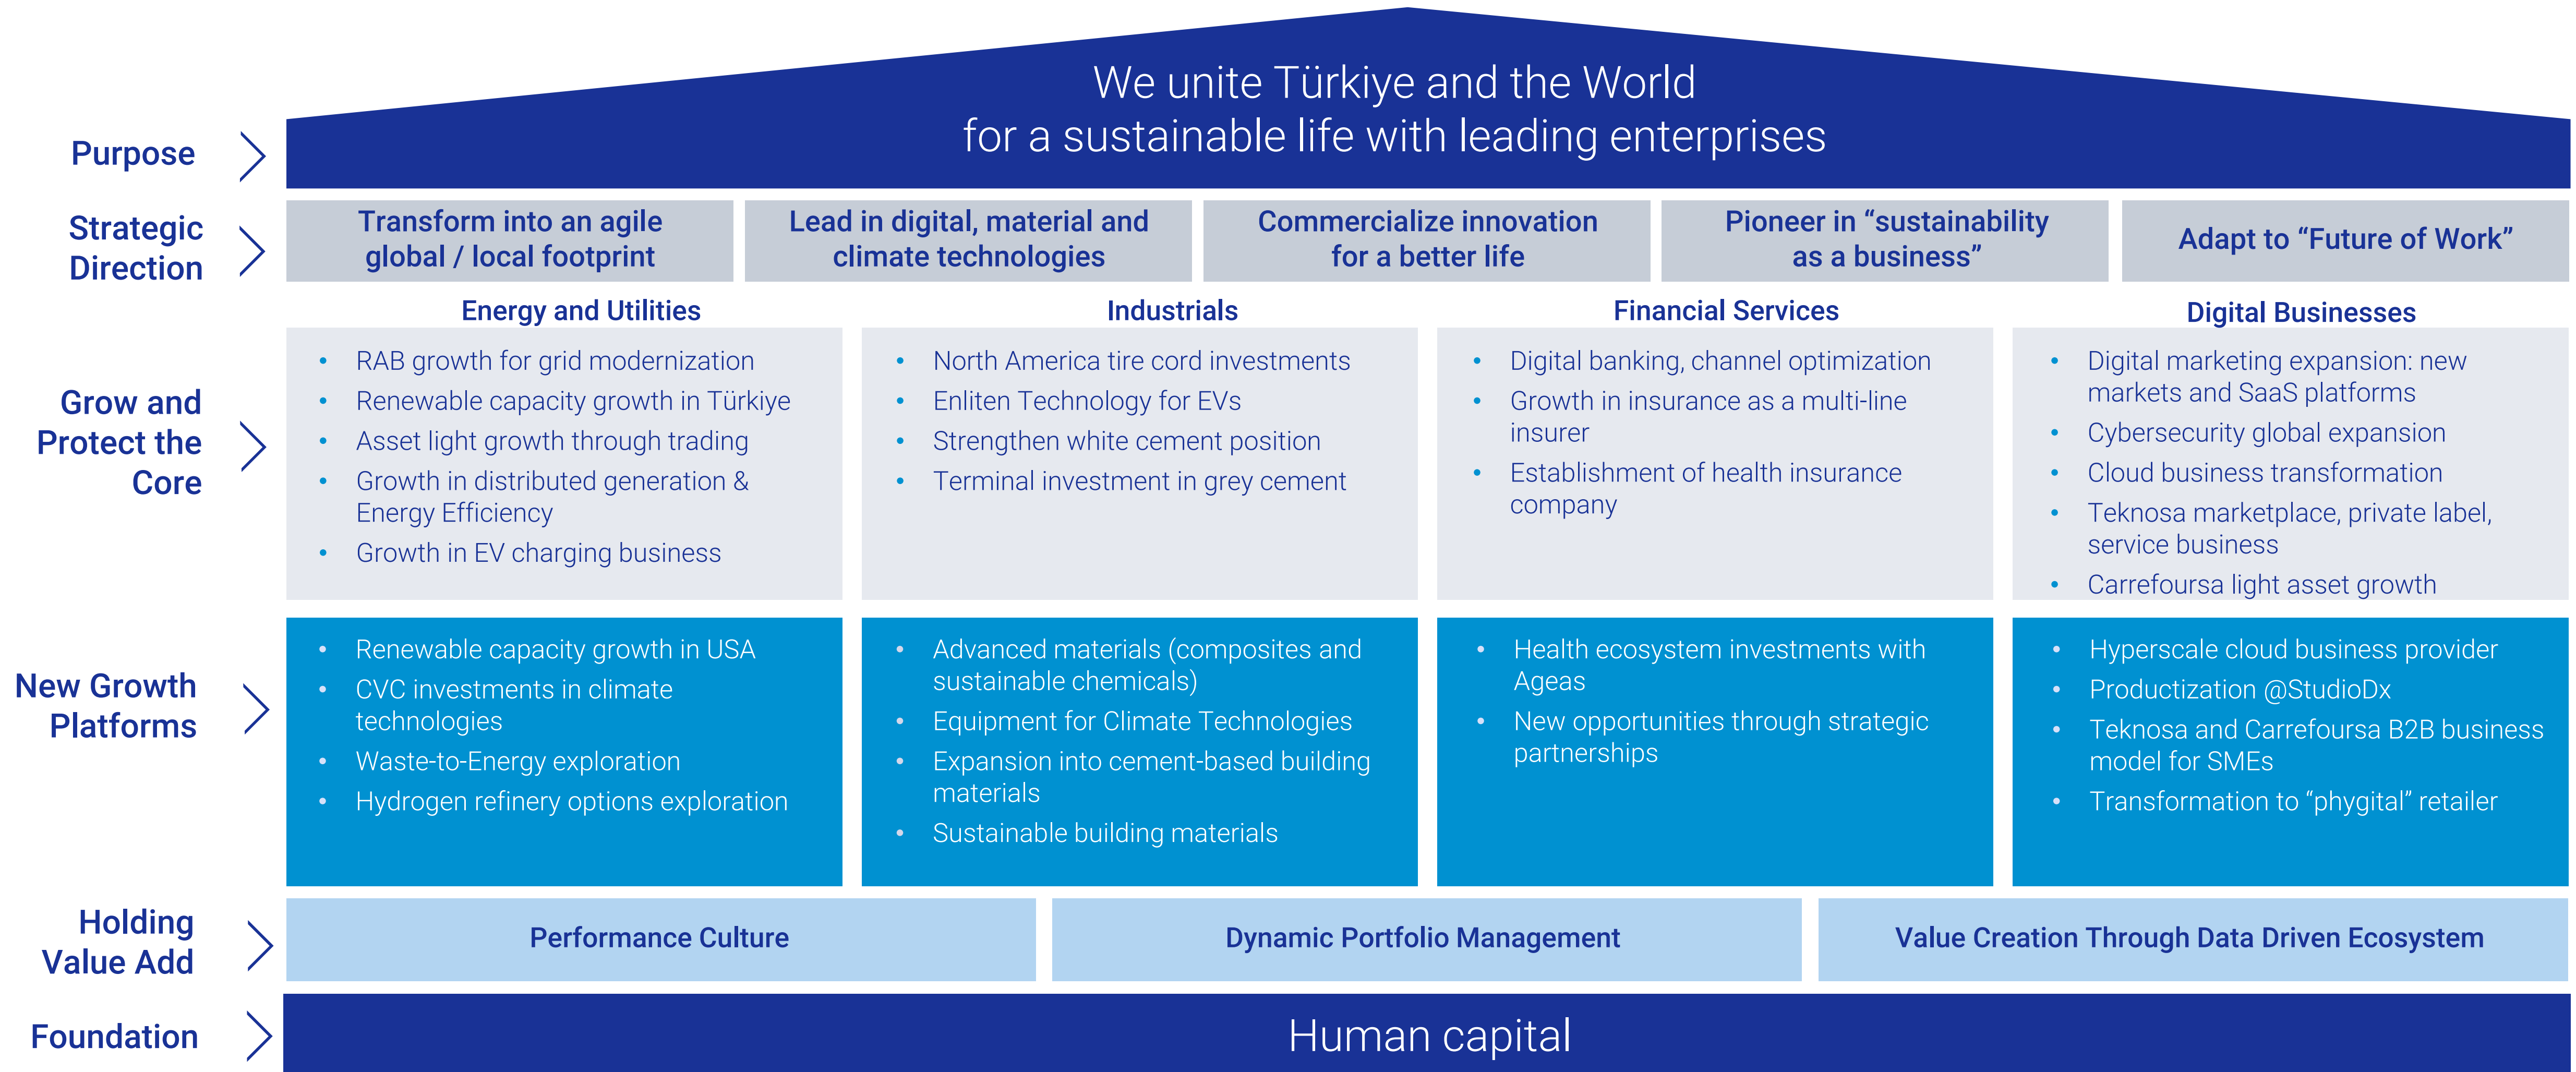 We unite Türkiye and the World
for a sustainable life with leading enterprises
Purpose
Strategic
Direction
Transform into an agile
global / local footprint
Lead in digital, material and
climate technologies
Commercialize innovation
for a better life
Pioneer in “sustainability
as a business”
Adapt to “Future of Work”
Grow and
Protect the
Core
Energy and Utilities
• RAB growth for grid modernization
• Renewable capacity growth in Türkiye
• Asset light growth through trading
• Growth in distributed generation &
Energy Efficiency
• Growth in EV charging business
Industrials
• North America tire cord investments
• Enliten Technology for EVs
• Strengthen white cement position
• Terminal investment in grey cement
Financial Services
• Digital banking, channel optimization
• Growth in insurance as a multi-line
insurer
• Establishment of health insurance
company
Digital Businesses
• Digital marketing expansion: new
markets and SaaS platforms
• Cybersecurity global expansion
• Cloud business transformation
• Teknosa marketplace, private label,
service business
• Carrefoursa light asset growth
New Growth
Platforms
• Renewable capacity growth in USA
• CVC investments in climate
technologies
• Waste-to-Energy exploration
• Hydrogen refinery options exploration
• Advanced materials (composites and
sustainable chemicals)
• Equipment for Climate Technologies
• Expansion into cement-based building
materials
• Sustainable building materials
• Health ecosystem investments with
Ageas
• New opportunities through strategic
partnerships
• Hyperscale cloud business provider
• Productization @StudioDx
• Teknosa and Carrefoursa B2B business
model for SMEs
• Transformation to “phygital” retailer
Holding
Value Add
Performance Culture
Dynamic Portfolio Management
Value Creation Through Data Driven Ecosystem
Foundation
Human capital